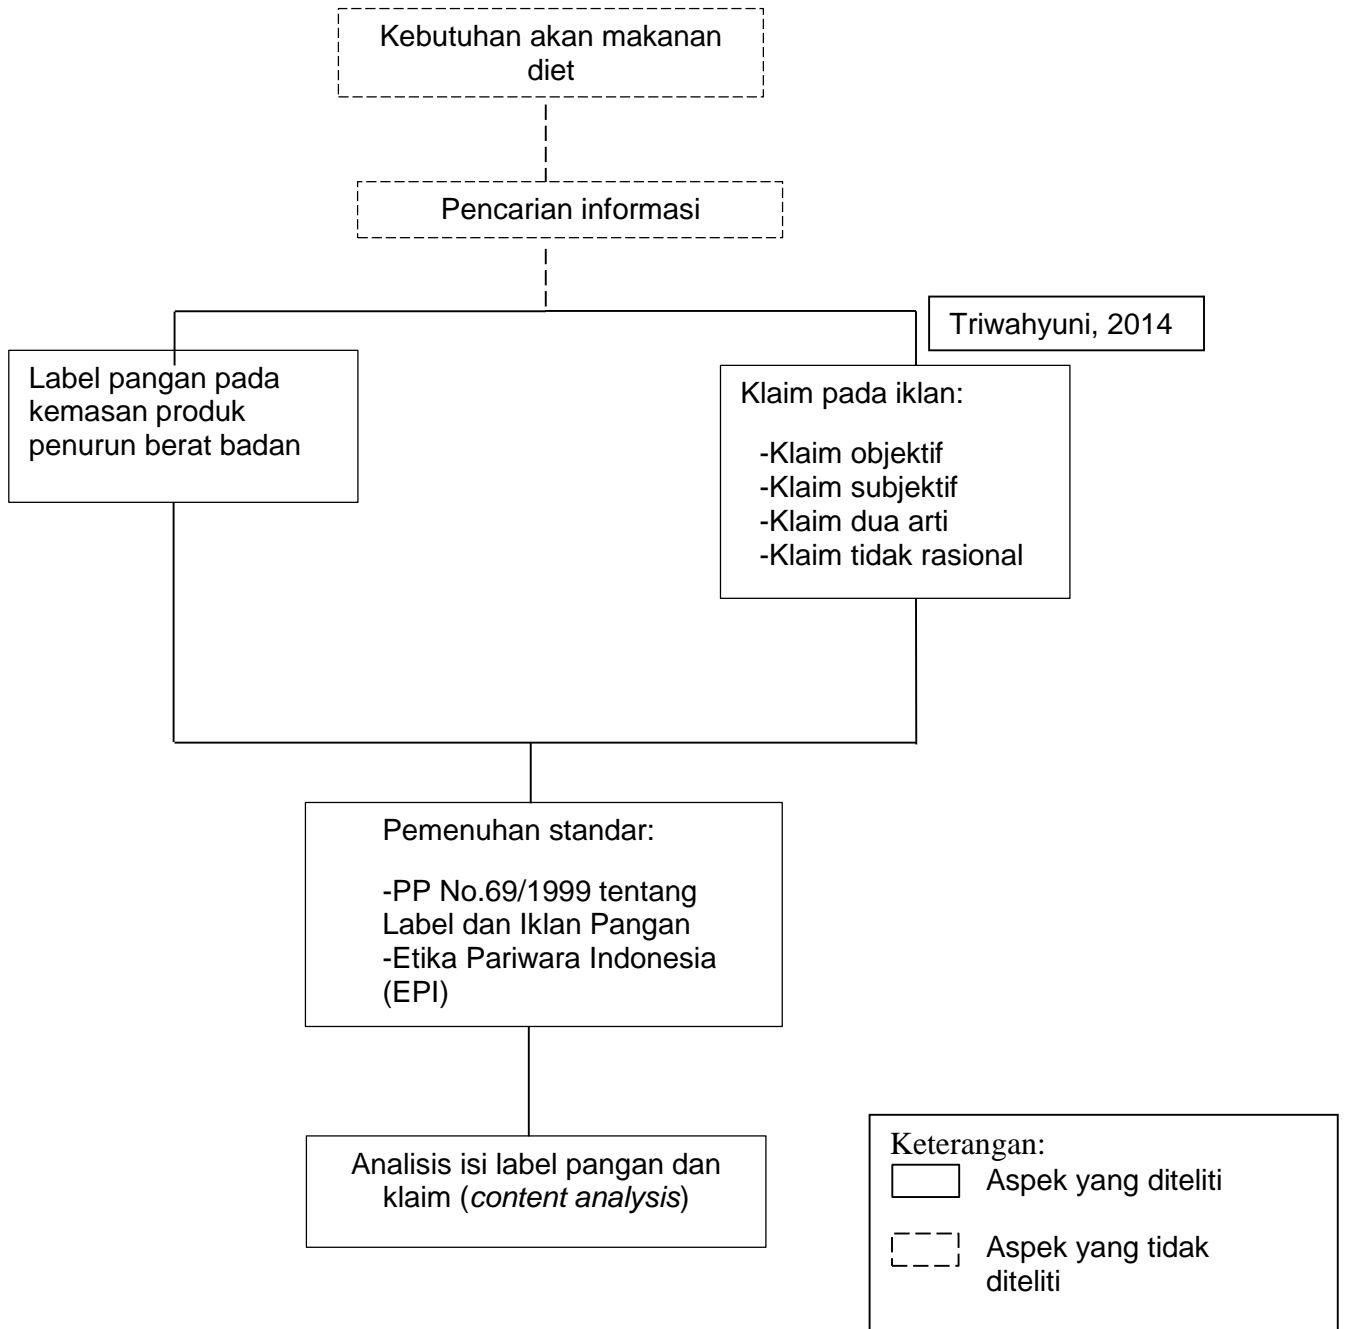 Kebutuhan akan makanan
diet
Pencarian informasi
Triwahyuni, 2014
Label pangan pada
kemasan produk
penurun berat badan
Klaim pada iklan:
-Klaim objektif
-Klaim subjektif
-Klaim dua arti
-Klaim tidak rasional
Pemenuhan standar:
-PP No.69/1999 tentang
Label dan Iklan Pangan
-Etika Pariwara Indonesia
(EPI)
Analisis isi label pangan dan
klaim (content analysis)
Keterangan:
Aspek yang diteliti
Aspek yang tidak
diteliti